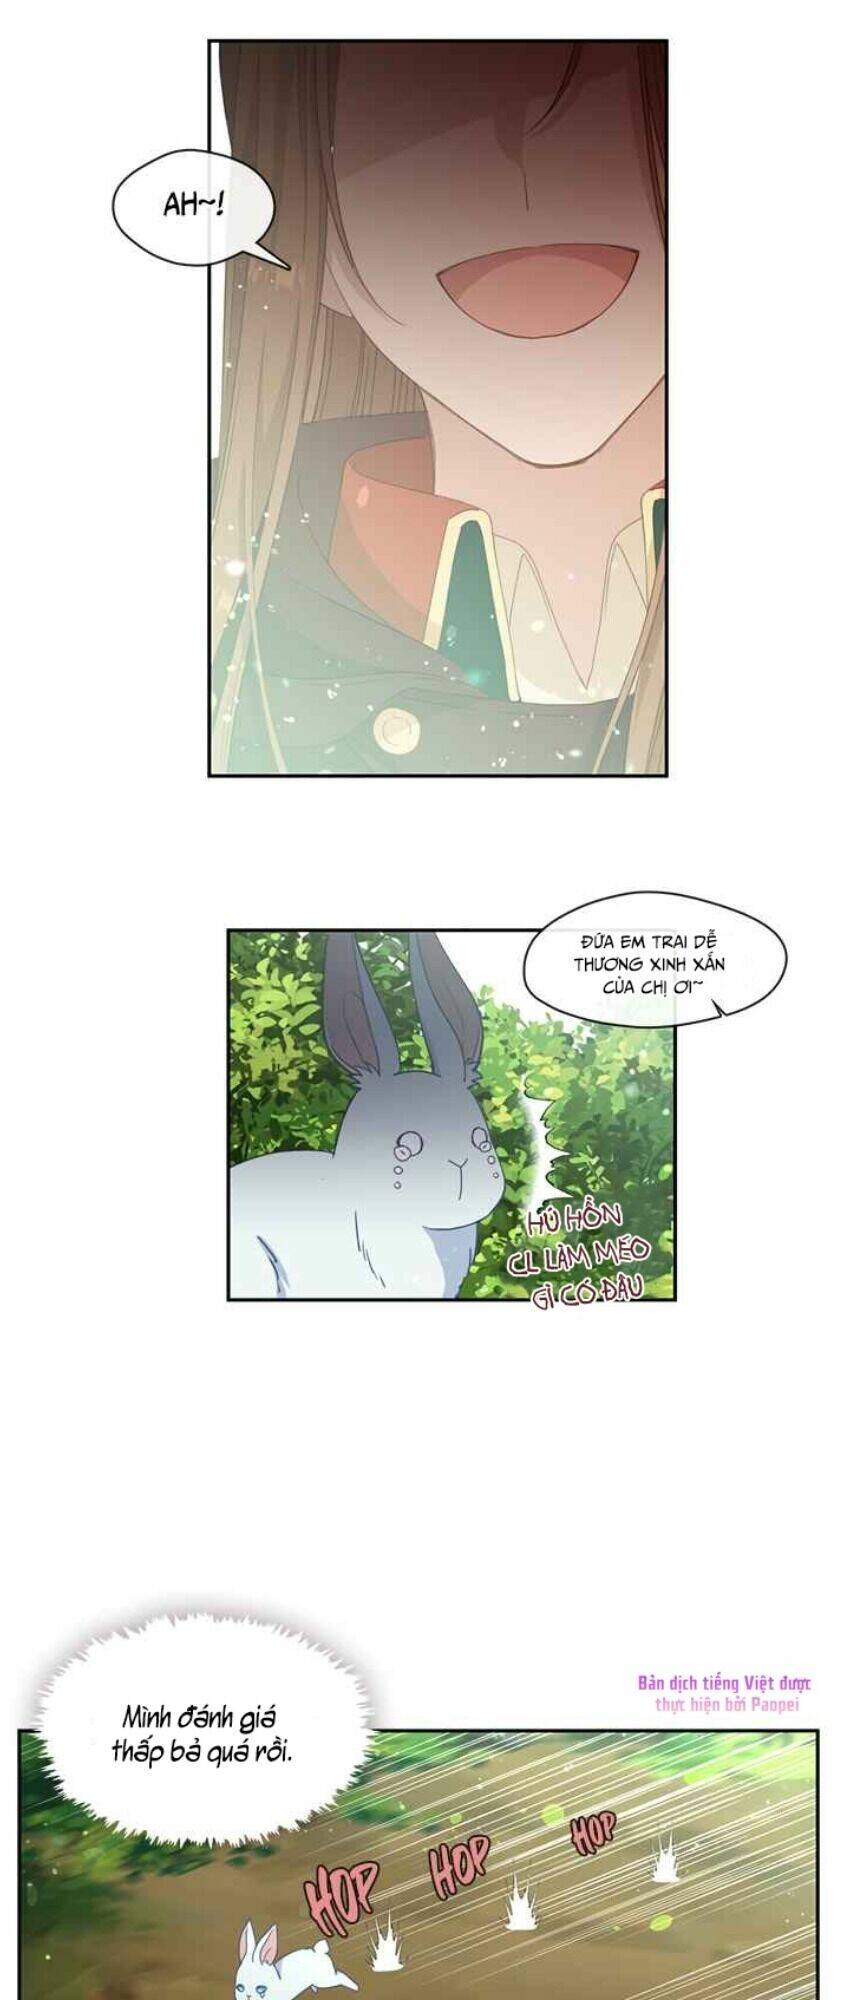 AH~!
ĐỨA EM TRAI DỄ
THƯƠNG XINH XẮN
CỦA CHỊ ƠI~
HÚ HỒN
CL LÀM MÉO
GÌ CÓ ĐÂU
Bản dịch tiếng Việt được
thực hiện bởi Paopei
Mình đánh giá
thấp bả quá rồi.
HOP
HOP
HOP